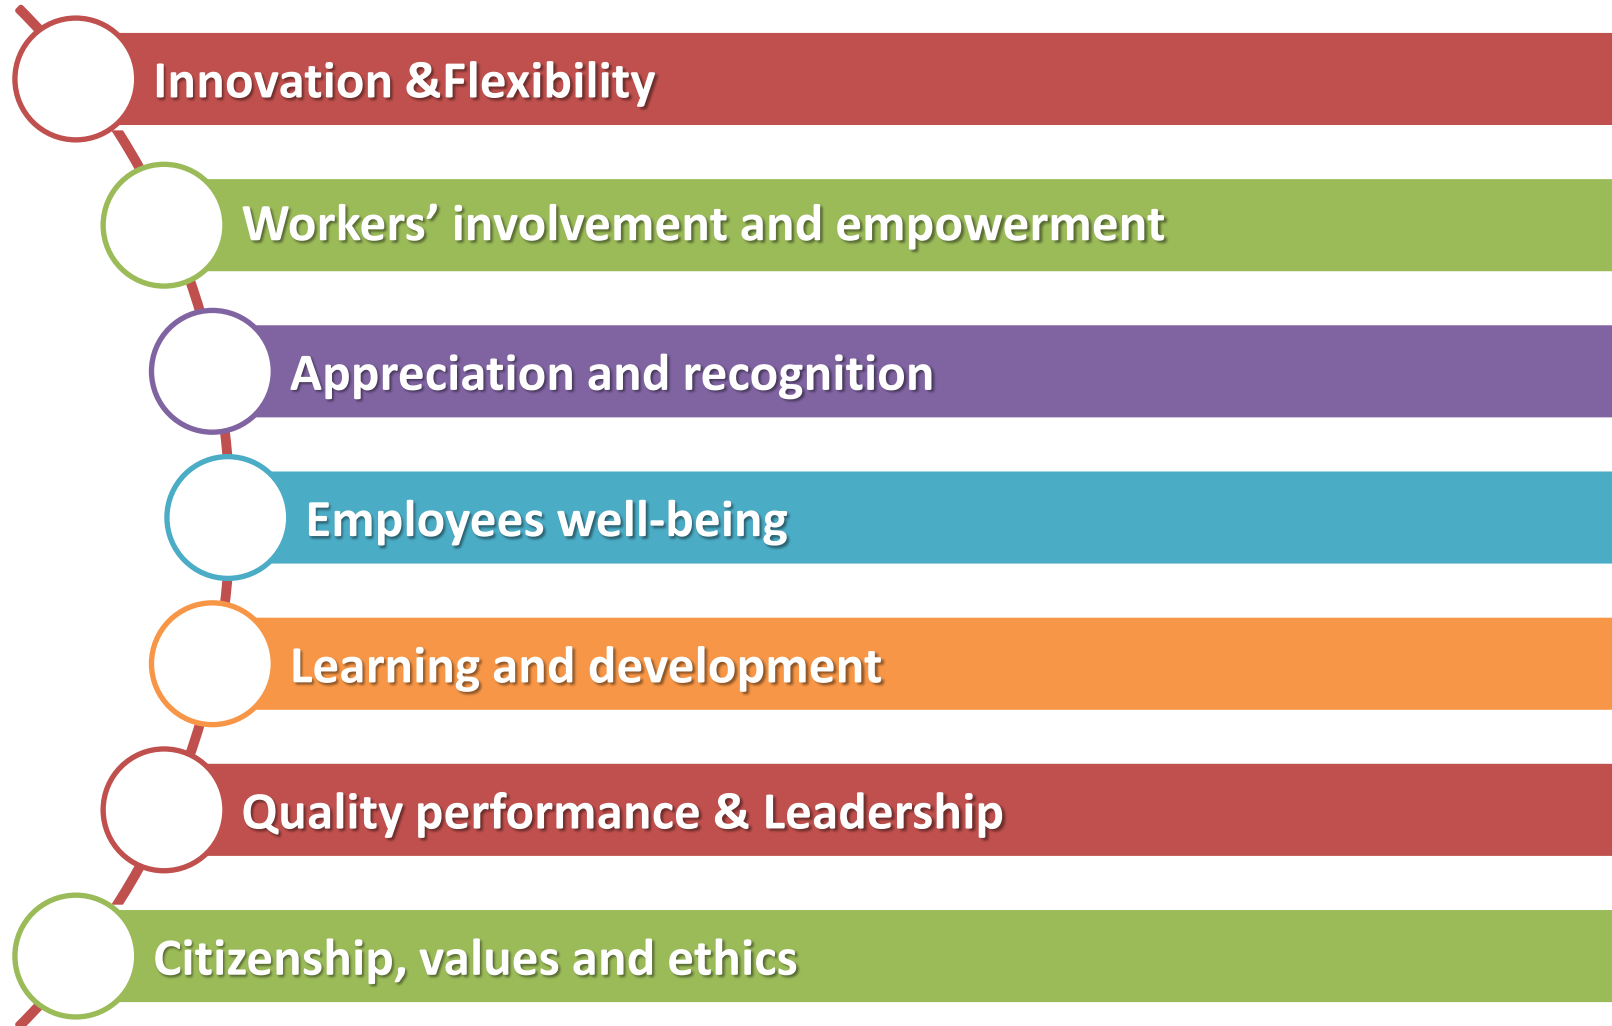 Innovation &Flexibility
Workers’ involvement and empowerment
Appreciation and recognition
Employees well-being
Learning and development
Quality performance & Leadership
Citizenship, values and ethics